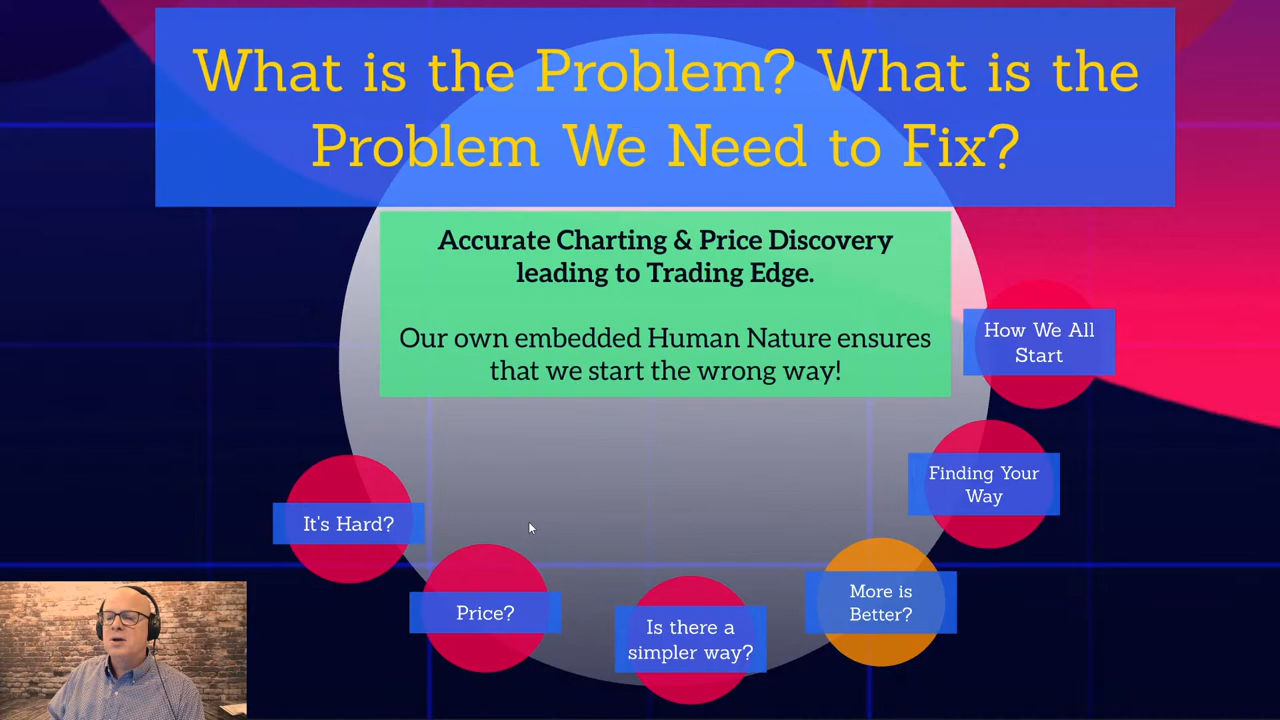 What is the Problem? What is the
Problem We Need to Fix?
Accurate Charting & Price Discovery
leading to Trading Edge.
Our own embedded Human Nature ensures
that we start the wrong way!
How We All
Start
Finding Your
Way
More is
Better?
Is there a
simpler way?
Price?
It's Hard?